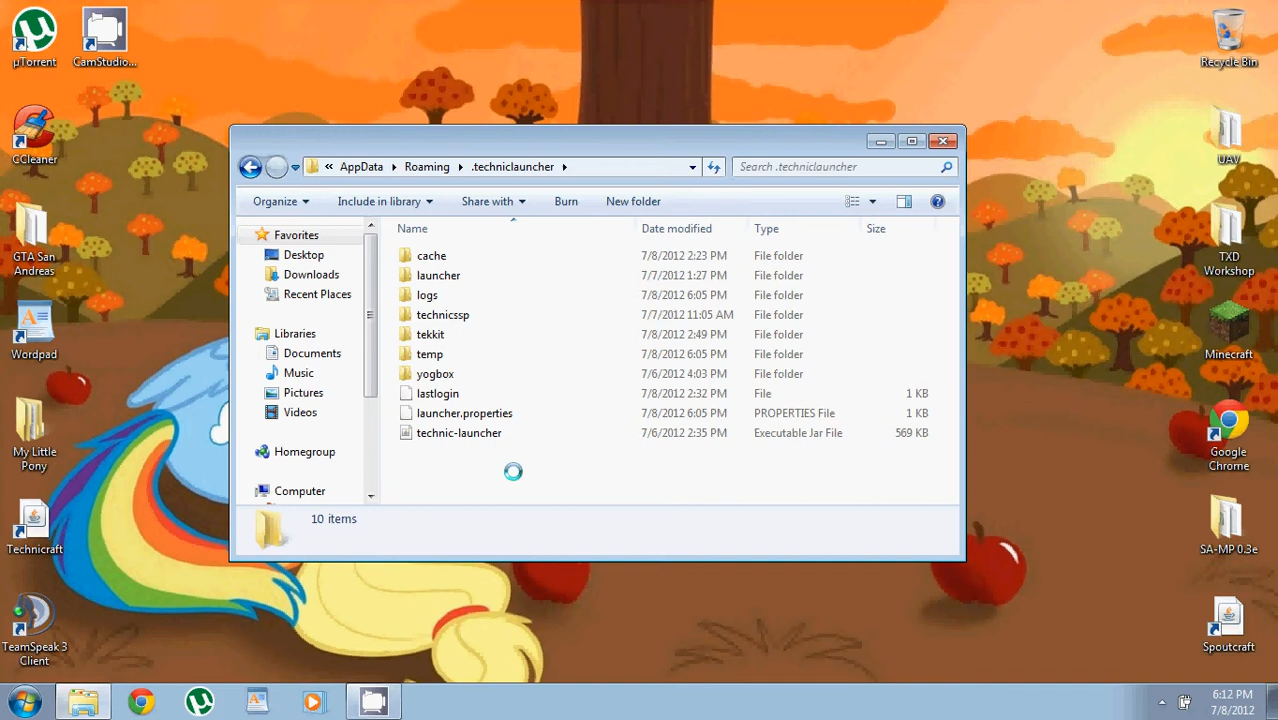 µTorrent
CamStudio...
Recycle Bin
CCleaner
UAV
GTA San
Andreas
TXD
Workshop
Wordpad
Minecraft
My Little
Pony
Google
Chrome
Technicraft
SA-MP 0.3e
TeamSpeak 3
Client
Spoutcraft
« AppData Roaming .techniclauncher
Search .techniclauncher
Organize Include in library Share with Burn New folder
Name Date modified Type Size
Favorites
Desktop
Downloads
Recent Places
Libraries
Documents
Music
Pictures
Videos
Homegroup
Computer
cache 7/8/2012 2:23 PM File folder
launcher 7/7/2012 1:27 PM File folder
logs 7/8/2012 6:05 PM File folder
technicssp 7/7/2012 11:05 AM File folder
tekkit 7/8/2012 2:49 PM File folder
temp 7/8/2012 6:05 PM File folder
yogbox 7/6/2012 4:03 PM File folder
lastlogin 7/8/2012 2:32 PM File 1 KB
launcher.properties 7/8/2012 6:05 PM PROPERTIES File 1 KB
technic-launcher 7/6/2012 2:35 PM Executable Jar File 569 KB
10 items
6:12 PM
7/8/2012